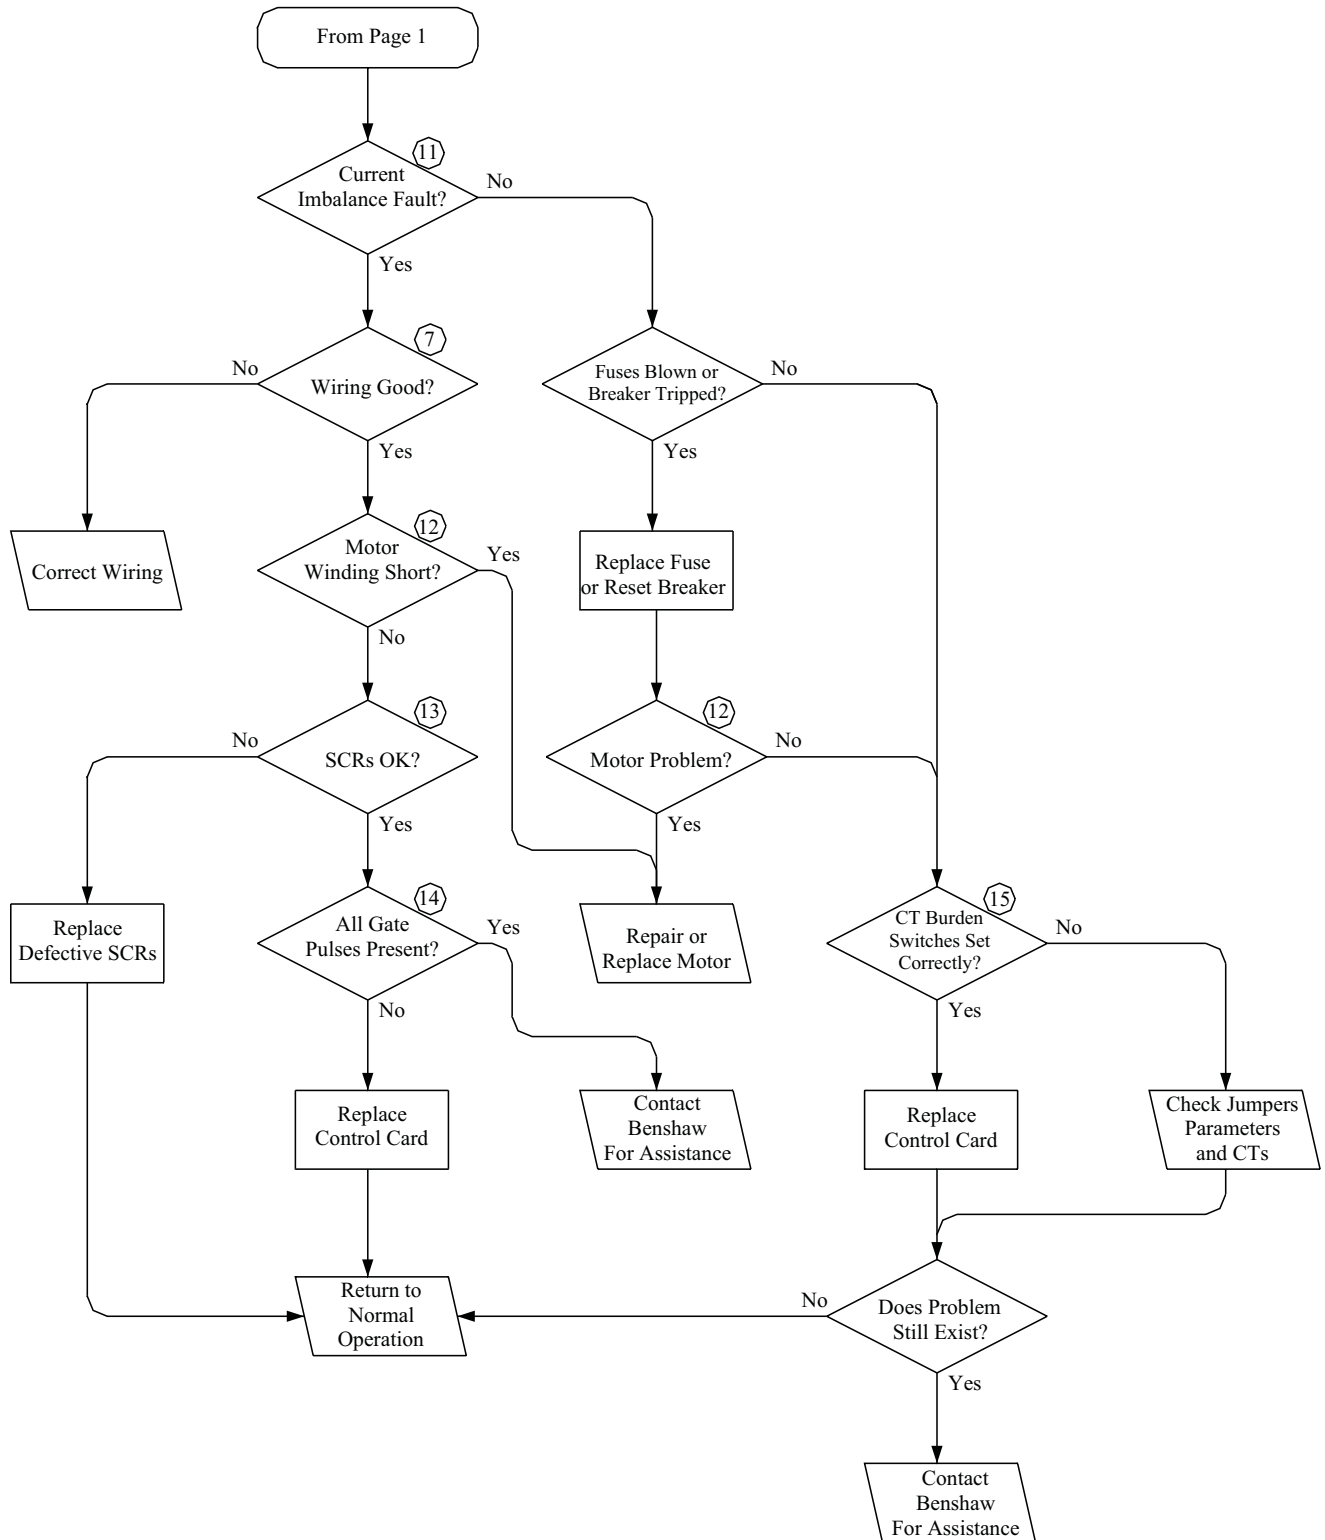 From Page 1
11
Current
Imbalance Fault?
No
Yes
7
No
Wiring Good?
Yes
Fuses Blown or
Breaker Tripped?
No
Yes
Correct Wiring
12
Motor
Winding Short?
Yes
No
Replace Fuse
or Reset Breaker
13
No
SCRs OK?
Yes
12
Motor Problem?
No
Yes
Replace
Defective SCRs
14
All Gate
Pulses Present?
Yes
No
Repair or
Replace Motor
15
CT Burden
Switches Set
Correctly?
No
Yes
Replace
Control Card
Contact
Benshaw
For Assistance
Replace
Control Card
Check Jumpers
Parameters
and CTs
Return to
Normal
Operation
No
Does Problem
Still Exist?
Yes
Contact
Benshaw
For Assistance